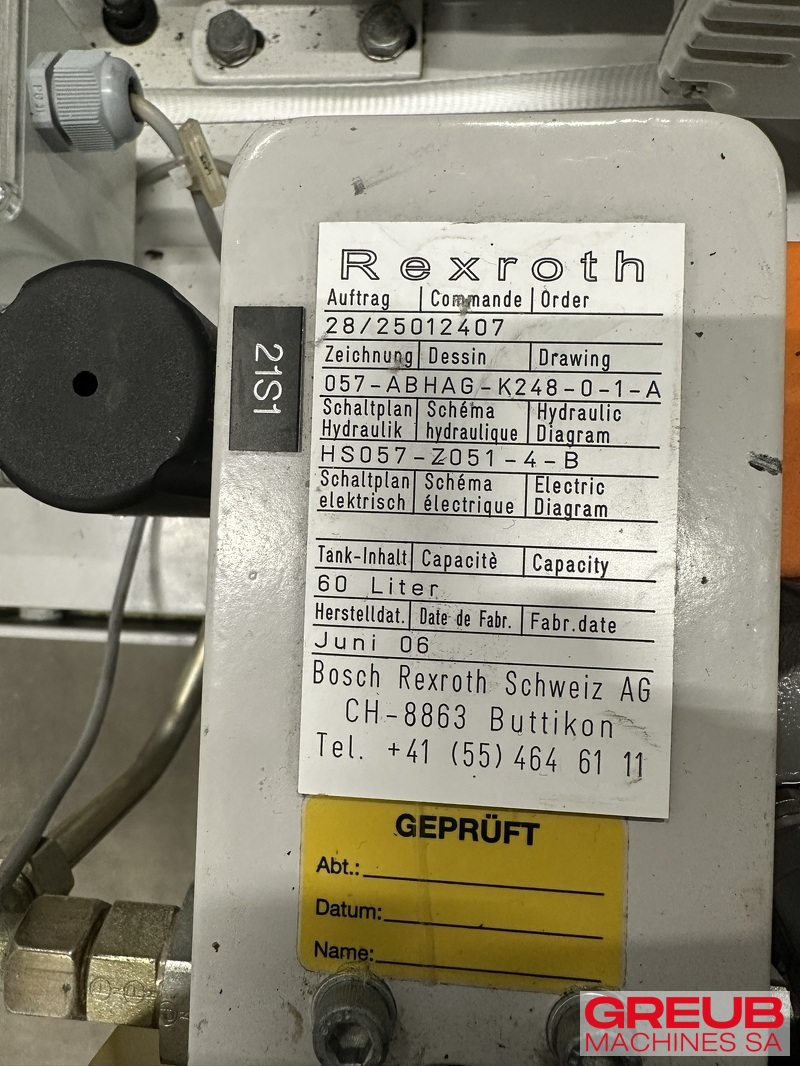 Rexroth
Auftrag Commande Order
28/25012407
Zeichnung Dessin Drawing
057-ABHAG-K248-0-1-A
Schaltplan Schéma Hydraulic
Hydraulik hydraulique Diagram
HS057-Z051-4-B
Schaltplan Schéma Electric
elektrisch électrique Diagram
Tank-Inhalt Capacitè Capacity
60 Liter
Herstelldat. Date de Fabr. Fabr.date
Juni 06
Bosch Rexroth Schweiz AG
CH-8863 Buttikon
Tel. +41 (55) 464 61 11
21S1
GEPRÜFT
Abt.:
Datum:
Name:
GREUB
MACHINES SA